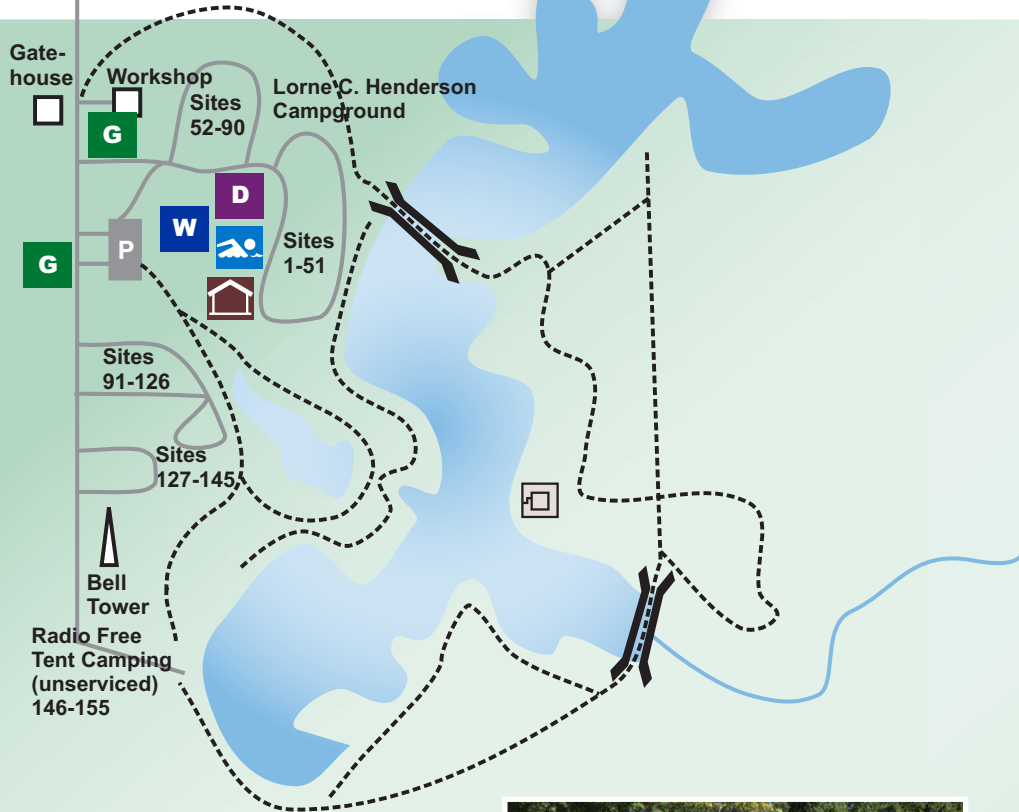 Gate-
house
Workshop
G
Sites
52-90
Lorne C. Henderson
Campground
D
W
P
G
Sites
1-51
Sites
91-126
Sites
127-145
Bell
Tower
Radio Free
Tent Camping
(unserviced)
146-155